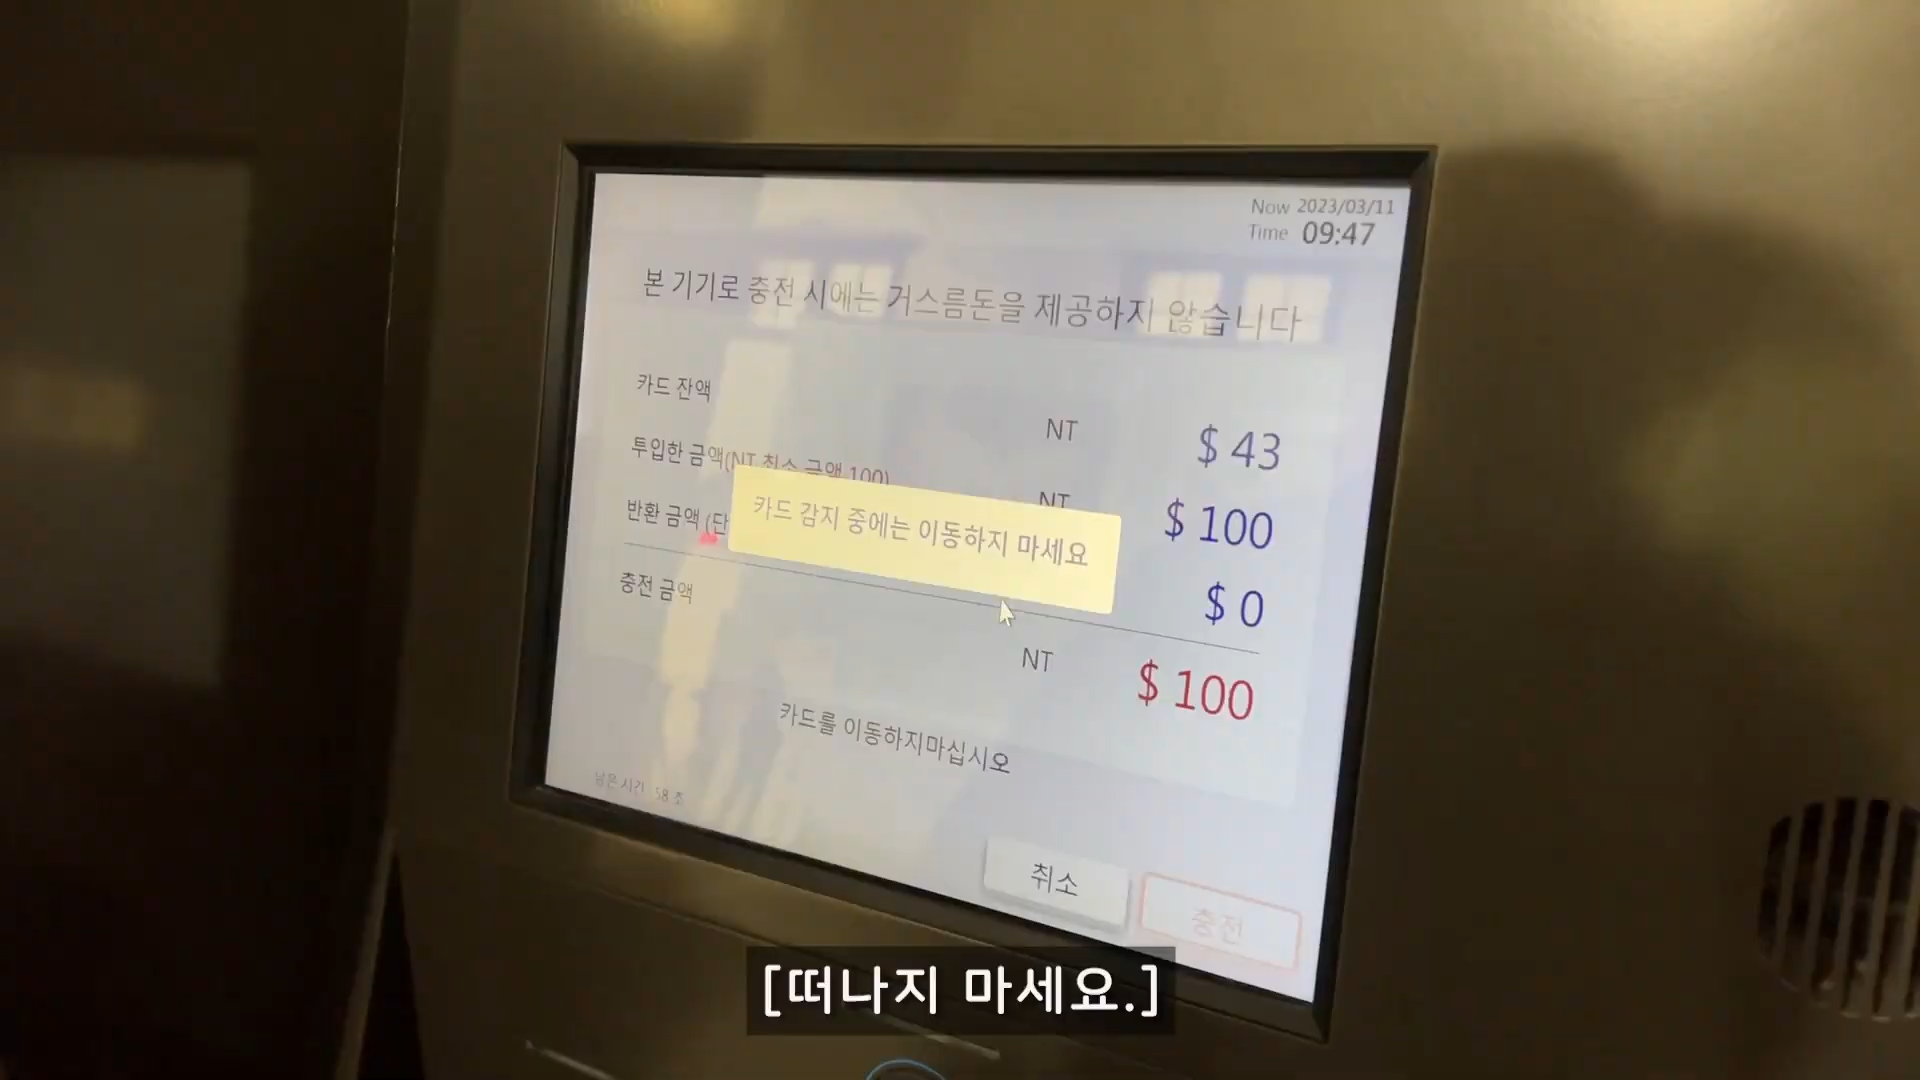 Now 2023/03/11
Time 09:47
본 기기로 충전 시에는 거스름돈을 제공하지 않습니다
카드 잔액 NT $ 43
투입한 금액(NT 최소 금액 100) NT $ 100
반환 금액 (단 $ 0
카드 감지 중에는 이동하지 마세요
충전 금액 NT $ 100
카드를 이동하지마십시오
남은 시간 58 초
취소 충전
[떠나지 마세요.]